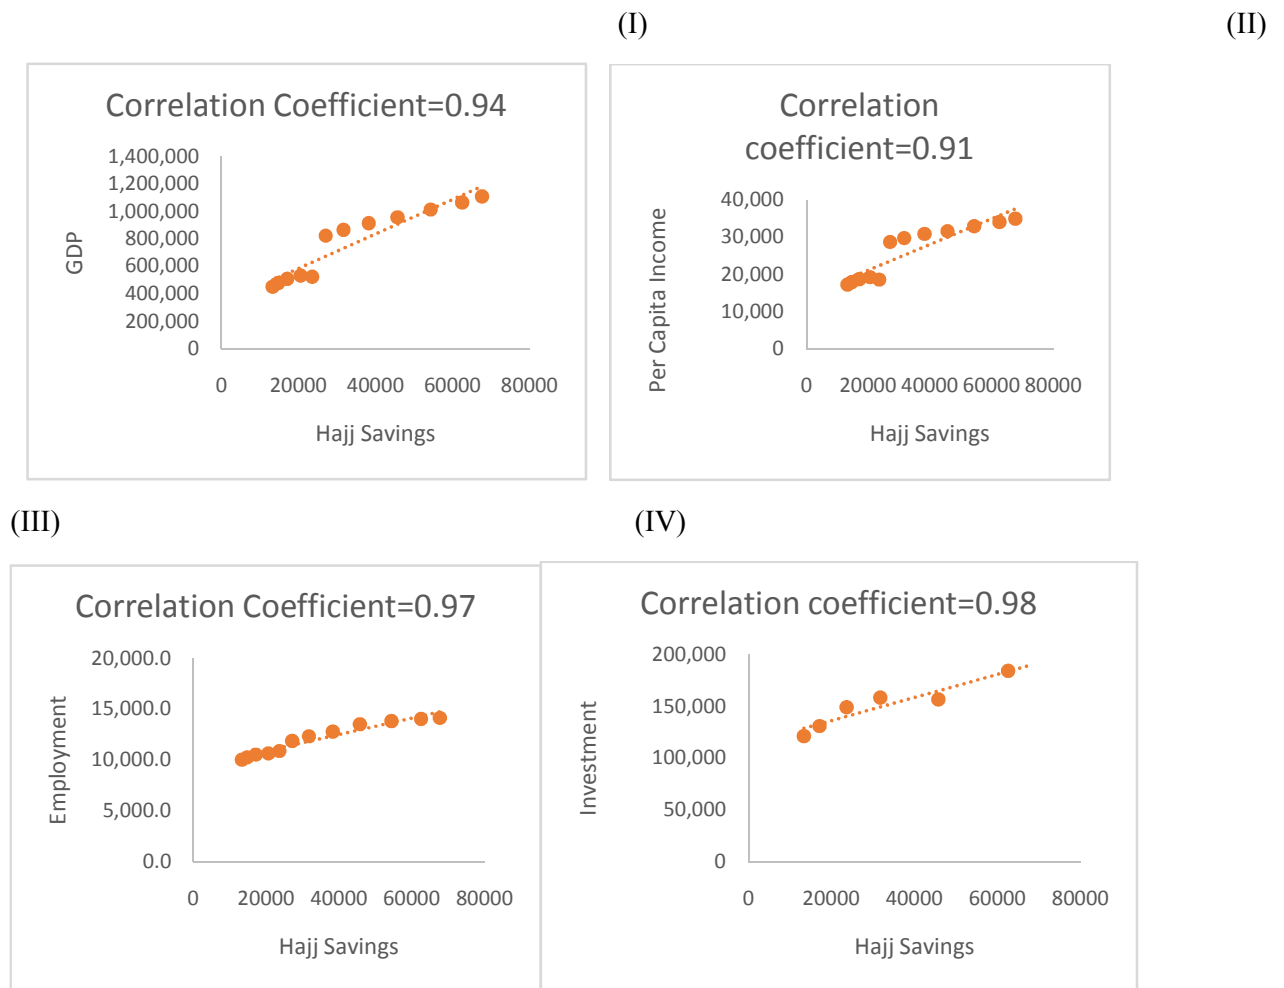 (I)
(II)
Correlation Coefficient=0.94
1,400,000
1,200,000
1,000,000
800,000
600,000
400,000
200,000
0
GDP
0 20000 40000 60000 80000
Hajj Savings
Correlation
coefficient=0.91
40,000
30,000
20,000
10,000
0
Per Capita Income
0 20000 40000 60000 80000
Hajj Savings
(III)
(IV)
Correlation Coefficient=0.97
20,000.0
15,000.0
10,000.0
5,000.0
0.0
Employment
0 20000 40000 60000 80000
Hajj Savings
Correlation coefficient=0.98
200,000
150,000
100,000
50,000
0
Investment
0 20000 40000 60000 80000
Hajj Savings